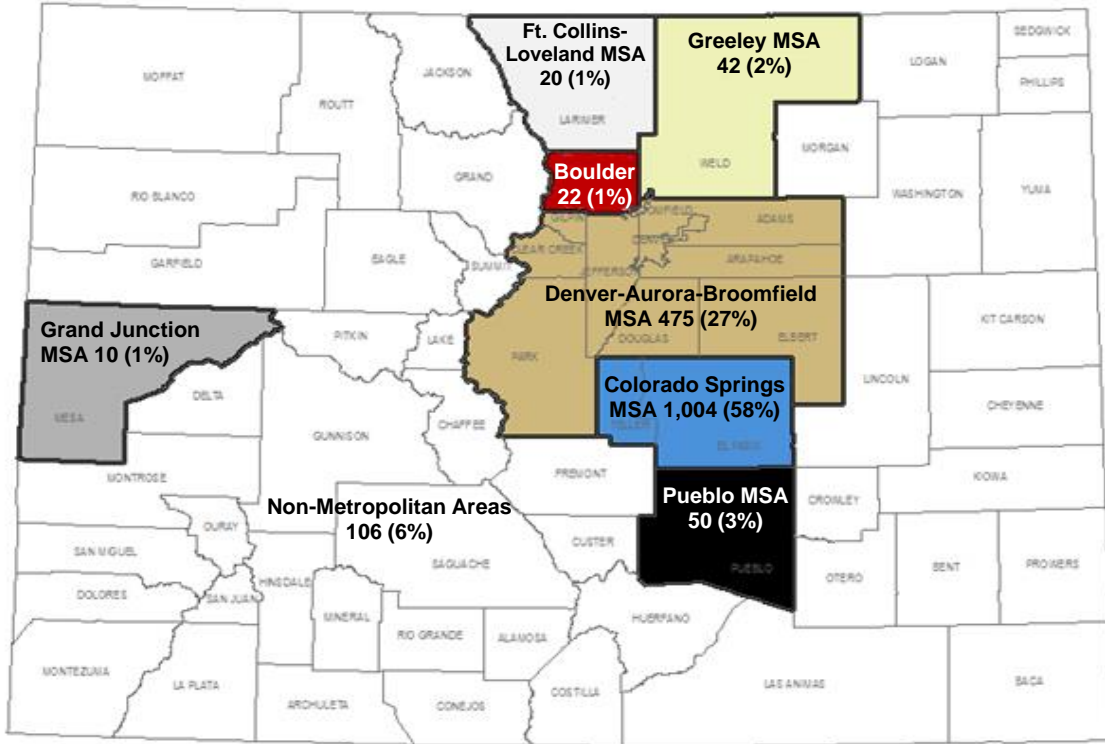 Ft. Collins-
Loveland MSA
20 (1%)
Greeley MSA
42 (2%)
SEDGWICK
LOGAN
PHILLIPS
MOFFAT
JACKSON
ROUTT
LARIMER
WELD
MORGAN
Boulder
22 (1%)
GRAND
RIO BLANCO
WASHINGTON
YUMA
GILPIN
ADAMS
DENVER
CLEAR CREEK
ARAPAHOE
EAGLE
SUMMIT
GARFIELD
JEFFERSON
Denver-Aurora-Broomfield
MSA 475 (27%)
Grand Junction
MSA 10 (1%)
PITKIN
LAKE
PARK
DOUGLAS
ELBERT
KIT CARSON
LINCOLN
Colorado Springs
MSA 1,004 (58%)
DELTA
MESA
CHEYENNE
CHAFFEE
GUNNISON
TELLER
EL PASO
MONTROSE
FREMONT
KIOWA
Pueblo MSA
50 (3%)
CROWLEY
Non-Metropolitan Areas
106 (6%)
OURAY
CUSTER
SAN MIGUEL
SAGUACHE
PUEBLO
OTERO
BENT
PROWERS
HINSDALE
DOLORES
SAN JUAN
MINERAL
HUERFANO
RIO GRANDE
ALAMOSA
MONTEZUMA
LA PLATA
LAS ANIMAS
BACA
COSTILLA
ARCHULETA
CONEJOS